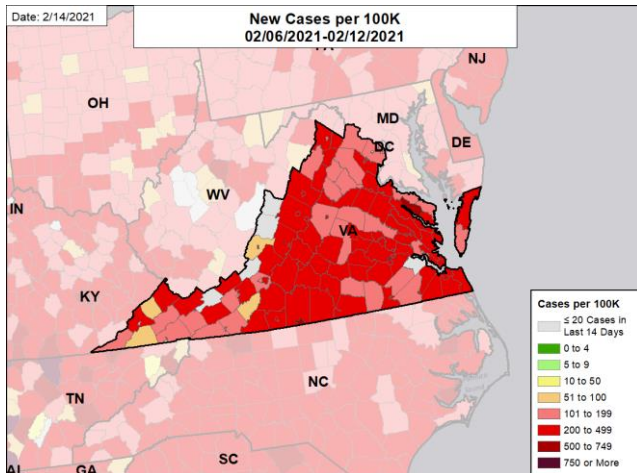 Date: 2/14/2021
New Cases per 100K
02/06/2021-02/12/2021
NJ
OH
MD
DE
DC
WV
IN
VA
KY
NC
TN
SC
GA
Cases per 100K
≤ 20 Cases in
Last 14 Days
0 to 4
5 to 9
10 to 50
51 to 100
101 to 199
200 to 499
500 to 749
750 or More